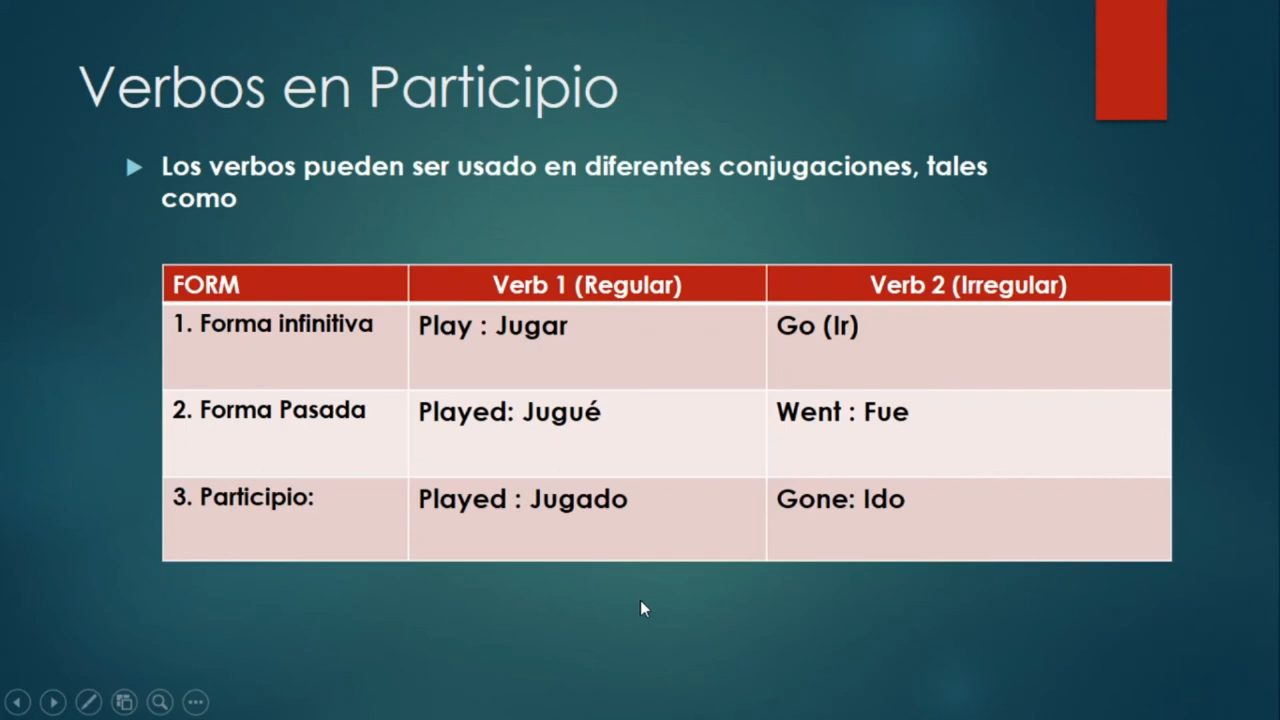 Verbos en Participio
Los verbos pueden ser usado en diferentes conjugaciones, tales
como
FORM Verb 1 (Regular) Verb 2 (Irregular)
1. Forma infinitiva Play : Jugar Go (Ir)
2. Forma Pasada Played: Jugué Went : Fue
3. Participio: Played : Jugado Gone: Ido